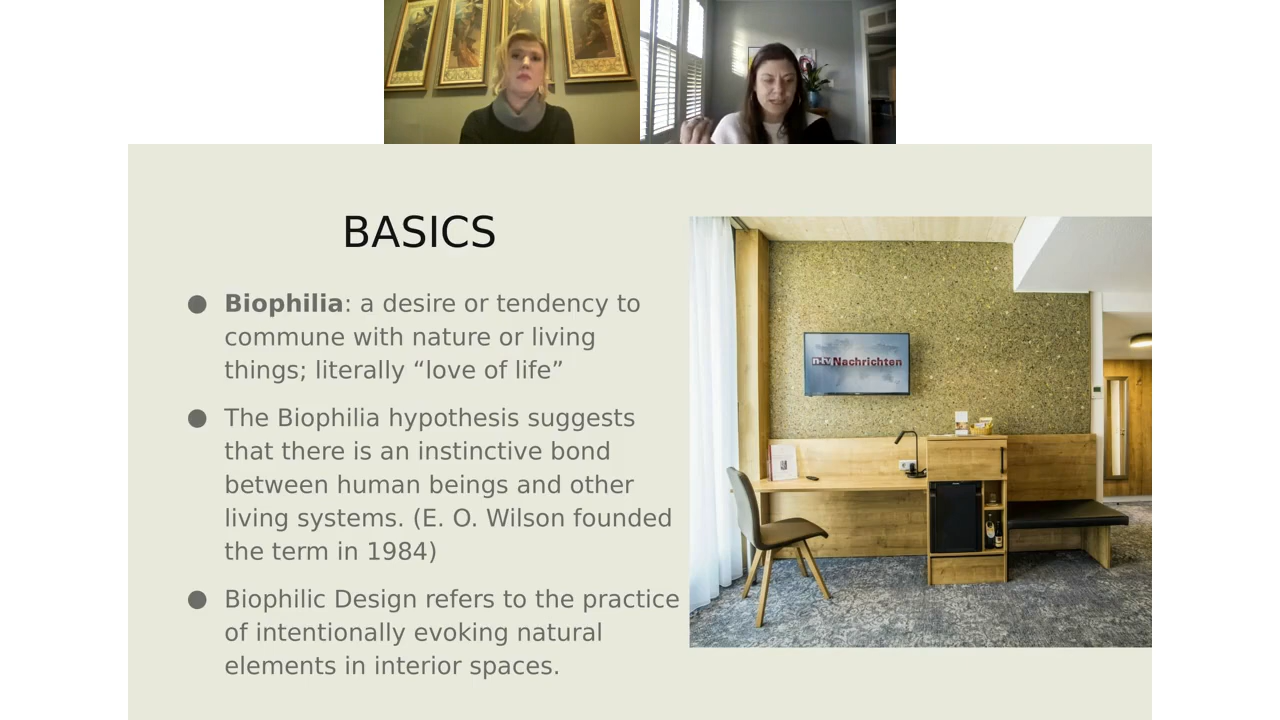 BASICS
● Biophilia: a desire or tendency to
commune with nature or living
things; literally “love of life”
● The Biophilia hypothesis suggests
that there is an instinctive bond
between human beings and other
living systems. (E. O. Wilson founded
the term in 1984)
● Biophilic Design refers to the practice
of intentionally evoking natural
elements in interior spaces.
n-tv Nachrichten